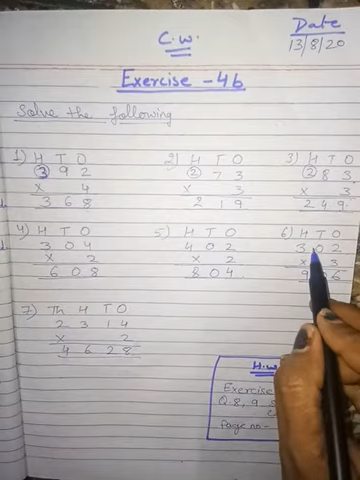 C.W.
Date
13/8/20
Exercise - 4b
Solve the following
1) H T O
3 9 2
x 4
3 6 8
2) H T O
2 7 3
x 3
2 1 9
3) H T O
2 8 3
x 3
2 4 9
4) H T O
3 0 4
x 2
6 0 8
5) H T O
4 0 2
x 2
8 0 4
6) H T O
3 0 2
x 3
9 0 6
7) Th H T O
2 3 1 4
x 2
4 6 2 8
H.W.
Exercise
Q.8, 9
Page no-